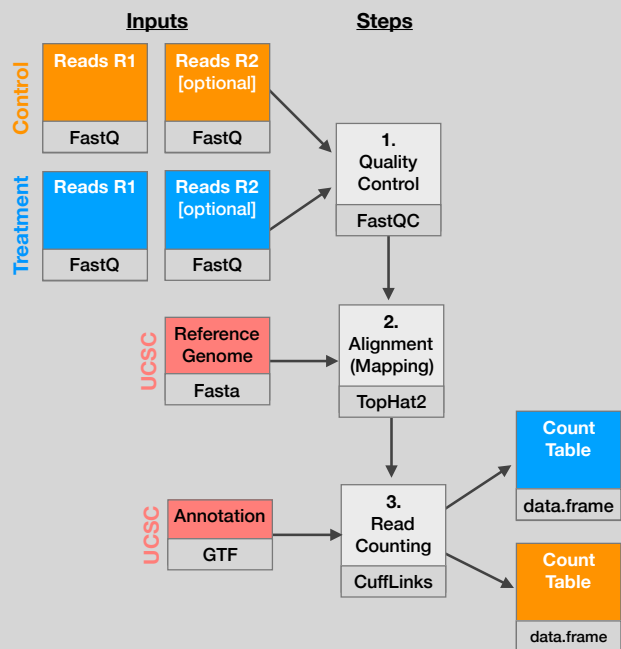 Inputs
Steps
Control
Reads R1
FastQ
Reads R2
[optional]
FastQ
Treatment
Reads R1
FastQ
Reads R2
[optional]
FastQ
1.
Quality
Control
FastQC
UCSC
Reference
Genome
Fasta
2.
Alignment
(Mapping)
TopHat2
UCSC
Annotation
GTF
3.
Read
Counting
CuffLinks
Count
Table
data.frame
Count
Table
data.frame